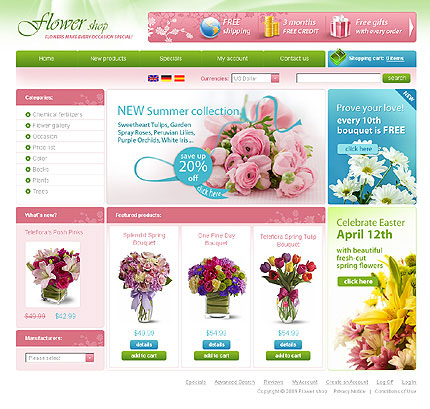 Flower shop
FLOWERS MAKE EVERY OCCASION SPECIAL!
FREE shipping
3 months FREE CREDIT
Free gifts with every order
Home
New products
Specials
My account
Contact us
Shopping cart: 0 items
Currencies:
US Dollar
search
Categories:
Chemical fertilizers
Flower gallery
Occasion
Price list
Color
Books
Plants
Trees
NEW Summer collection
Sweetheart Tulips, Garden
Spray Roses, Peruvian Lilies,
Purple Orchids, White Iris ...
save up
20%
off
click here
NEW
Prove your love!
every 10th
bouquet is FREE
click here
What's new?
Teleflora's Posh Pinks
$49.99 $42.99
Manufacturers:
Please select
Featured products:
Splendid Spring Bouquet
$49.99
details
add to cart
One Fine Day Bouquet
$54.99
details
add to cart
Teleflora Spring Tulip Bouquet
$54.99
details
add to cart
Celebrate Easter
April 12th
with beautiful
fresh-cut
spring flowers
click here
Specials Advanced Search Reviews My Account Create an Account Log Off Log In
Copyright © 2009 Flower shop Privacy Notice | Conditions of Use